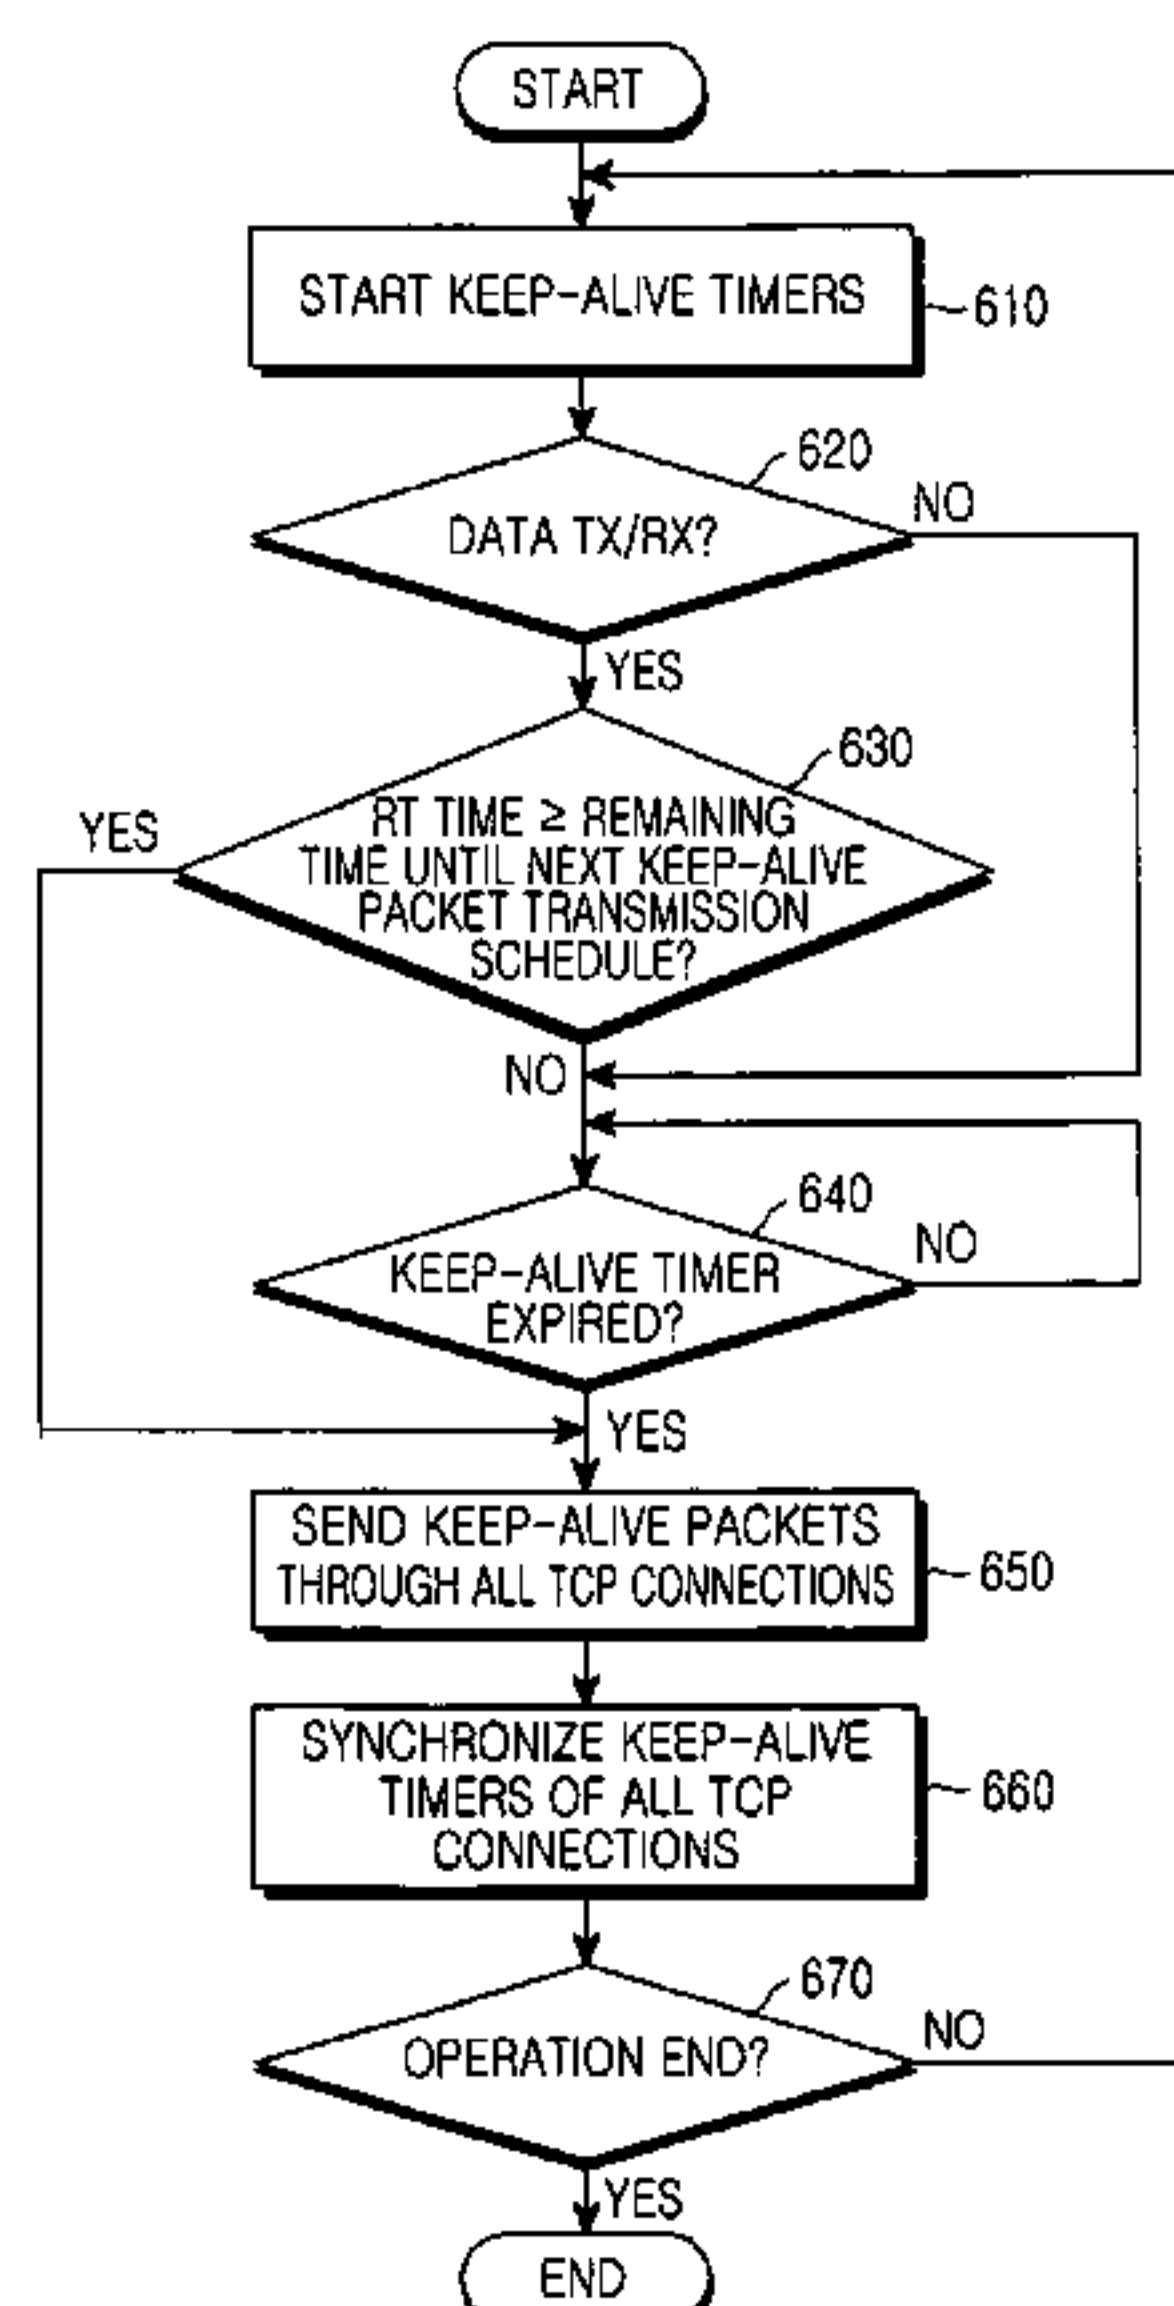 START
START KEEP-ALIVE TIMERS
610
620
DATA TX/RX?
NO
YES
630
YES
RT TIME ≥ REMAINING
TIME UNTIL NEXT KEEP-ALIVE
PACKET TRANSMISSION
SCHEDULE?
NO
640
KEEP-ALIVE TIMER
EXPIRED?
NO
YES
SEND KEEP-ALIVE PACKETS
THROUGH ALL TCP CONNECTIONS
650
SYNCHRONIZE KEEP-ALIVE
TIMERS OF ALL TCP
CONNECTIONS
660
670
OPERATION END?
NO
YES
END